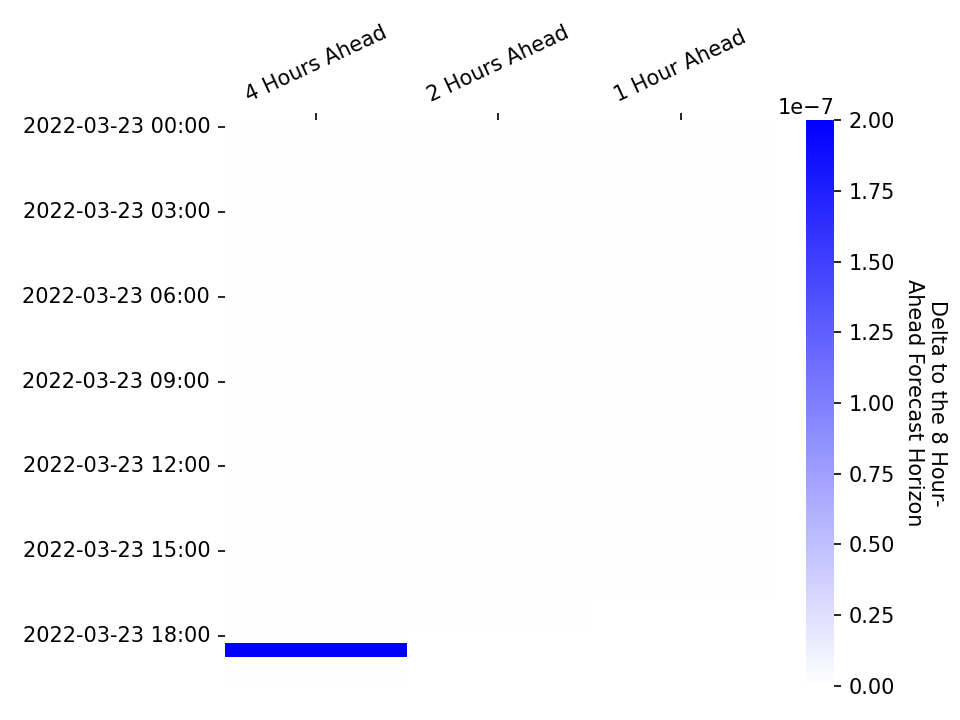 4 Hours Ahead
2 Hours Ahead
1 Hour Ahead
2022-03-23 00:00
2022-03-23 03:00
2022-03-23 06:00
2022-03-23 09:00
2022-03-23 12:00
2022-03-23 15:00
2022-03-23 18:00
1e−7
2.00
1.75
1.50
1.25
1.00
0.75
0.50
0.25
0.00
Delta to the 8 Hour-
Ahead Forecast Horizon